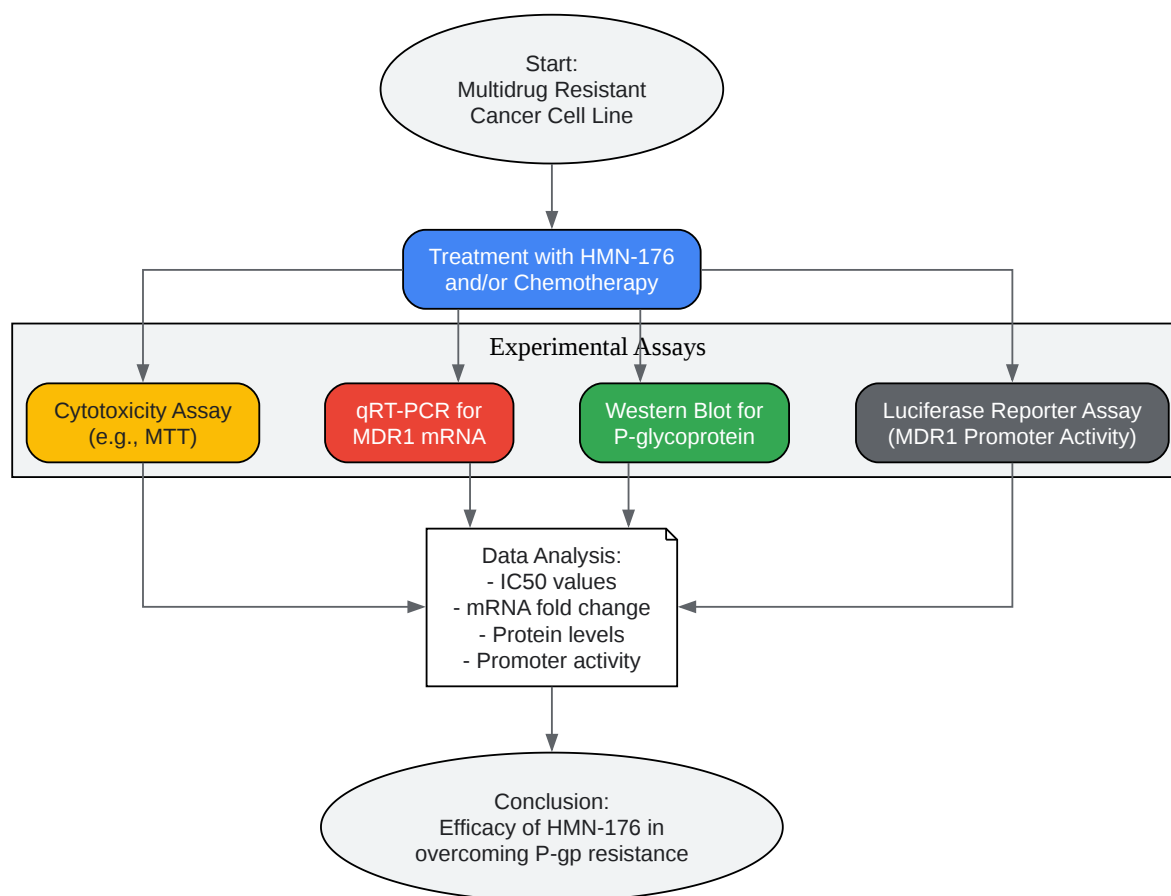 Start:
Multidrug Resistant
Cancer Cell Line
Treatment with HMN-176
and/or Chemotherapy
Experimental Assays
Cytotoxicity Assay
(e.g., MTT)
qRT-PCR for
MDR1 mRNA
Western Blot for
P-glycoprotein
Luciferase Reporter Assay
(MDR1 Promoter Activity)
Data Analysis:
- IC50 values
- mRNA fold change
- Protein levels
- Promoter activity
Conclusion:
Efficacy of HMN-176 in
overcoming P-gp resistance